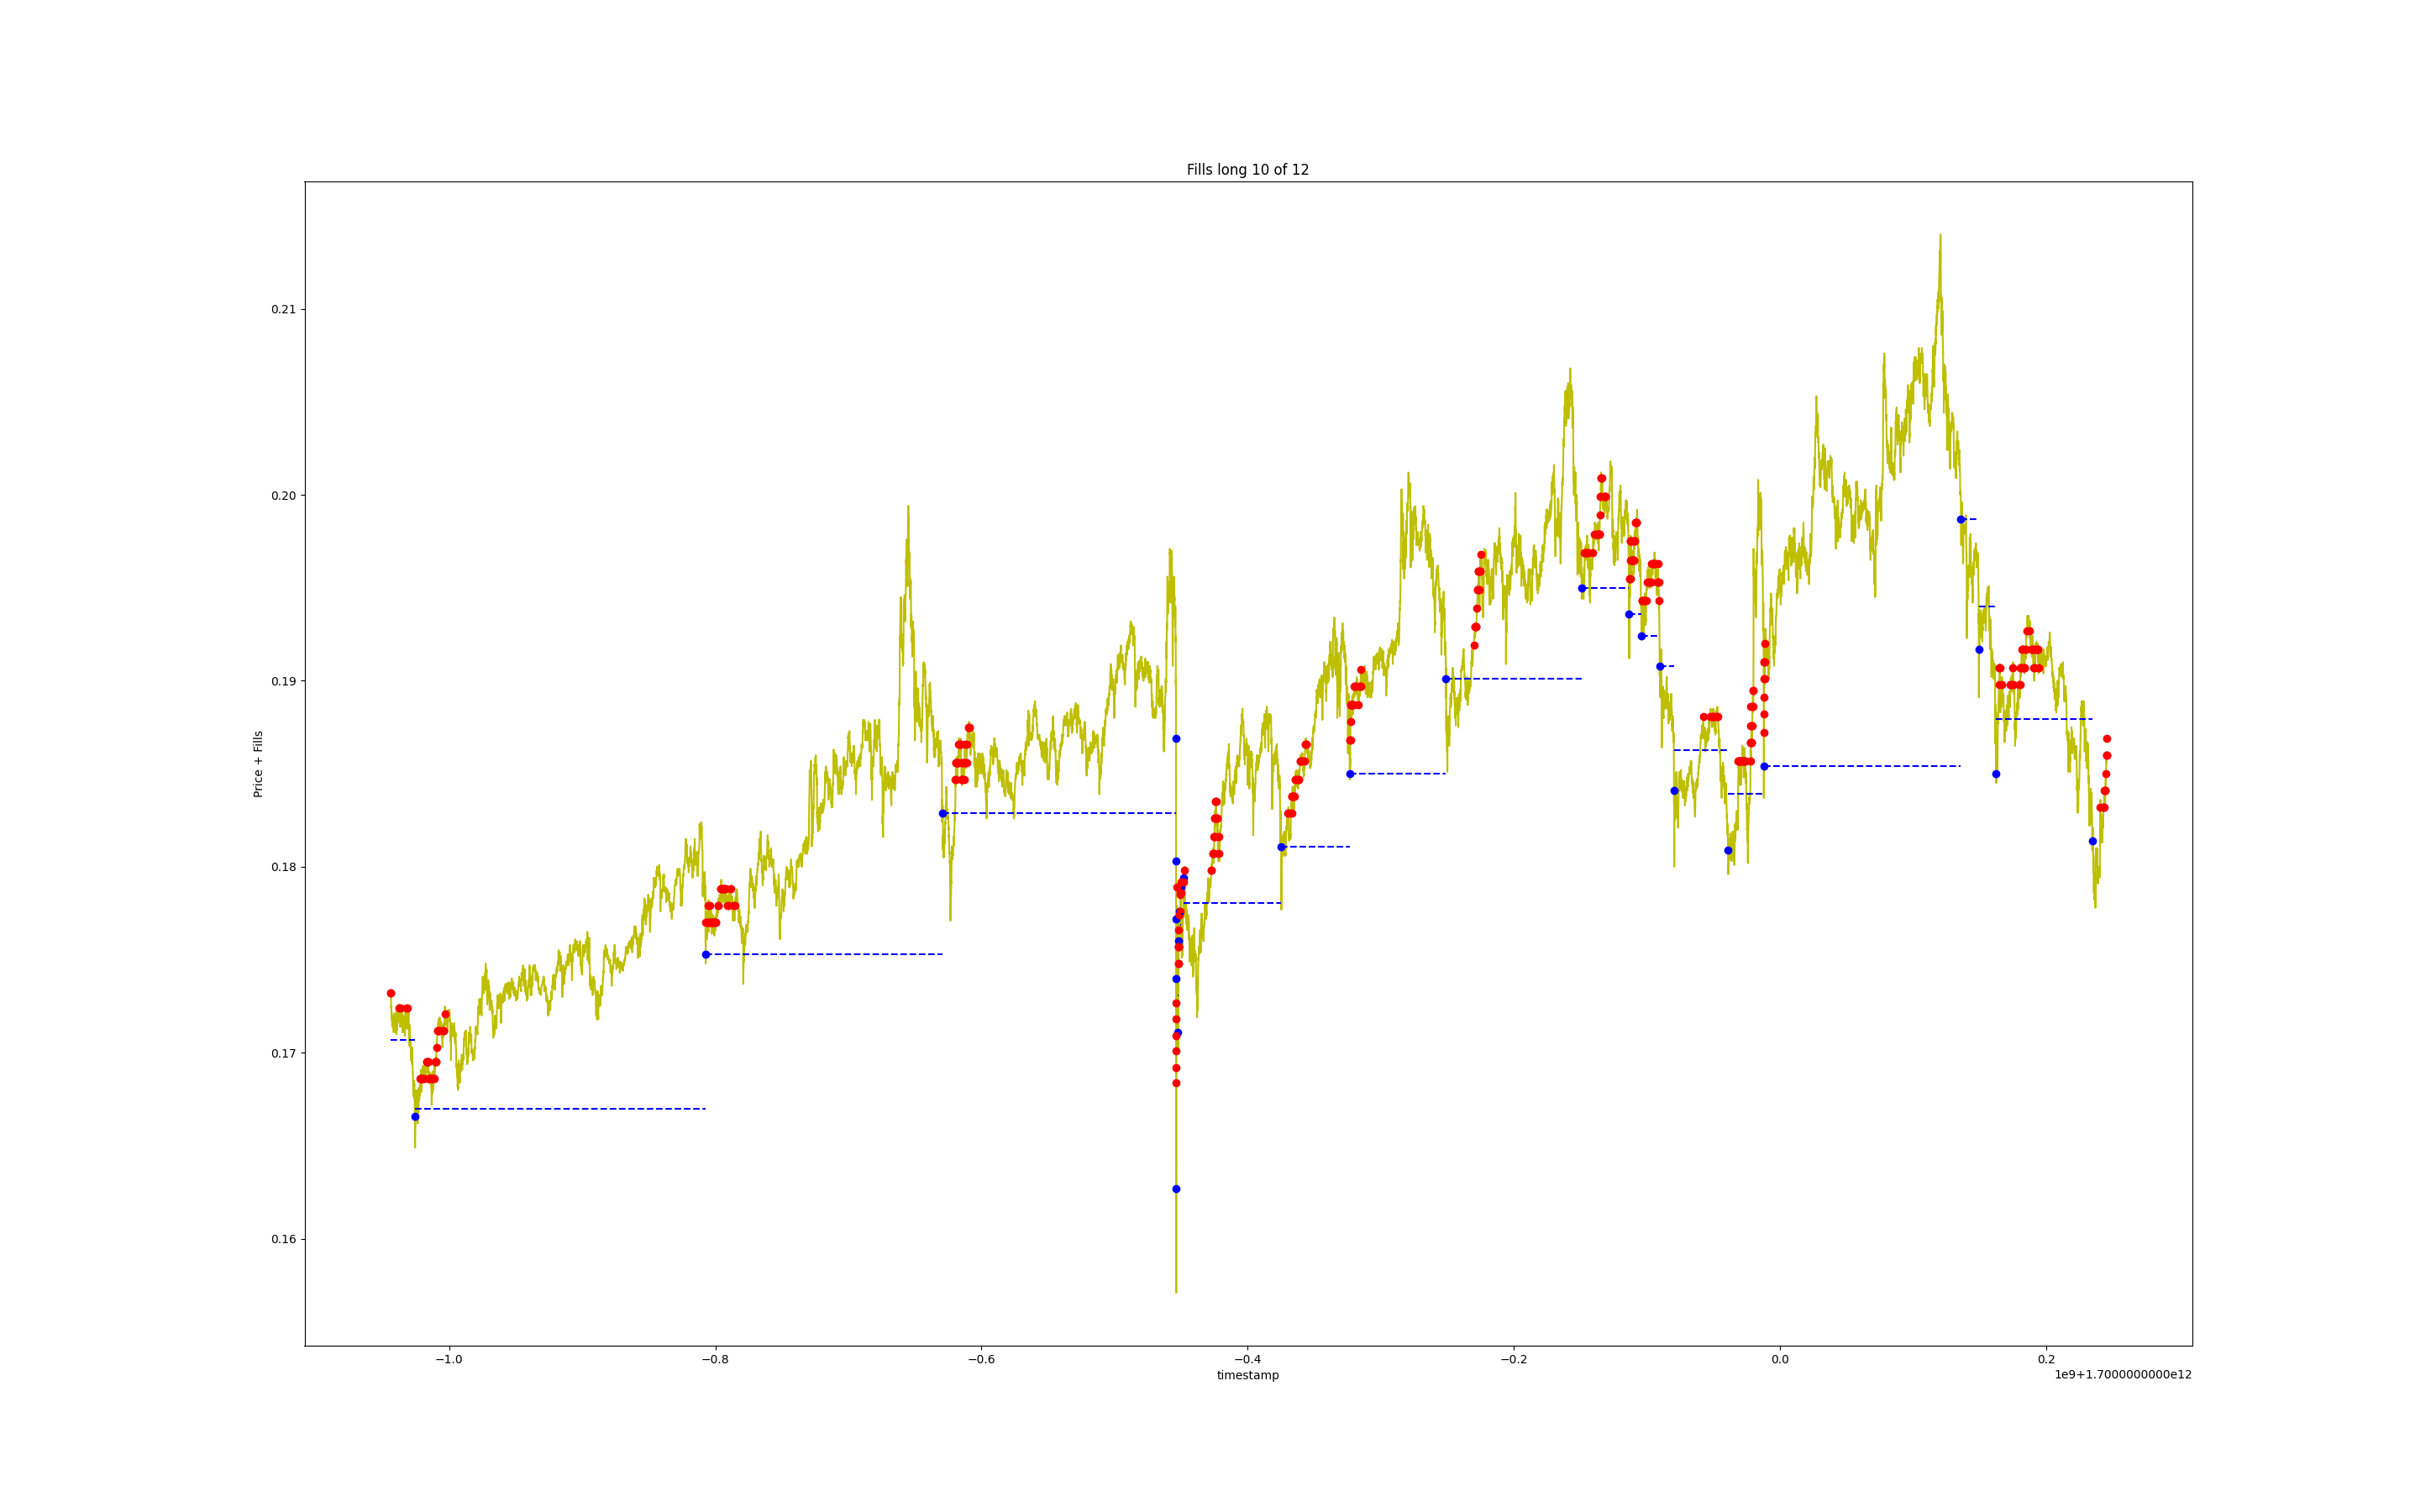 Fills long 10 of 12
Price + Fills
0.21
0.20
0.19
0.18
0.17
0.16
−1.0 −0.8 −0.6 −0.4 −0.2 0.0 0.2
timestamp
1e9+1.7000000000e12